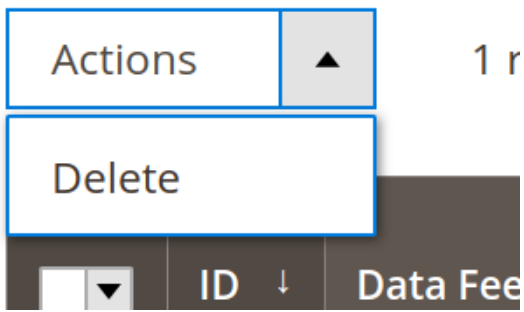 Actions
1 r
Delete
ID ↓ Data Fee